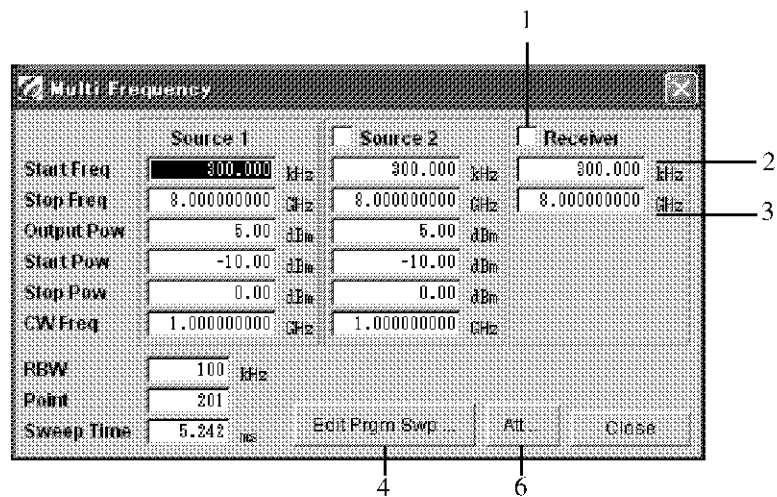 1
Multi Frequency
Source 1 Source 2 Receiver
Start Freq 300.000 kHz 300.000 kHz 300.000 kHz 2
Stop Freq 8.000000000 GHz 8.000000000 GHz 8.000000000 GHz 3
Output Pow 5.00 dBm 5.00 dBm
Start Pow -10.00 dBm -10.00 dBm
Stop Pow 0.00 dBm 0.00 dBm
CW Freq 1.000000000 GHz 1.000000000 GHz
RBW 100 kHz
Point 201
Sweep Time 5.242 ms Edit Prgm Swp ... Att ... Close
4 6